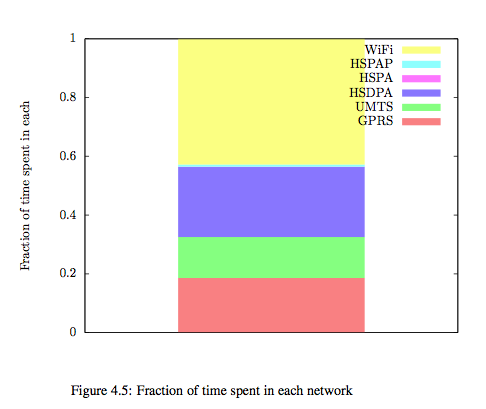 1
0.8
0.6
0.4
0.2
0
Fraction of time spent in each
WiFi
HSPAP
HSPA
HSDPA
UMTS
GPRS
Figure 4.5: Fraction of time spent in each network